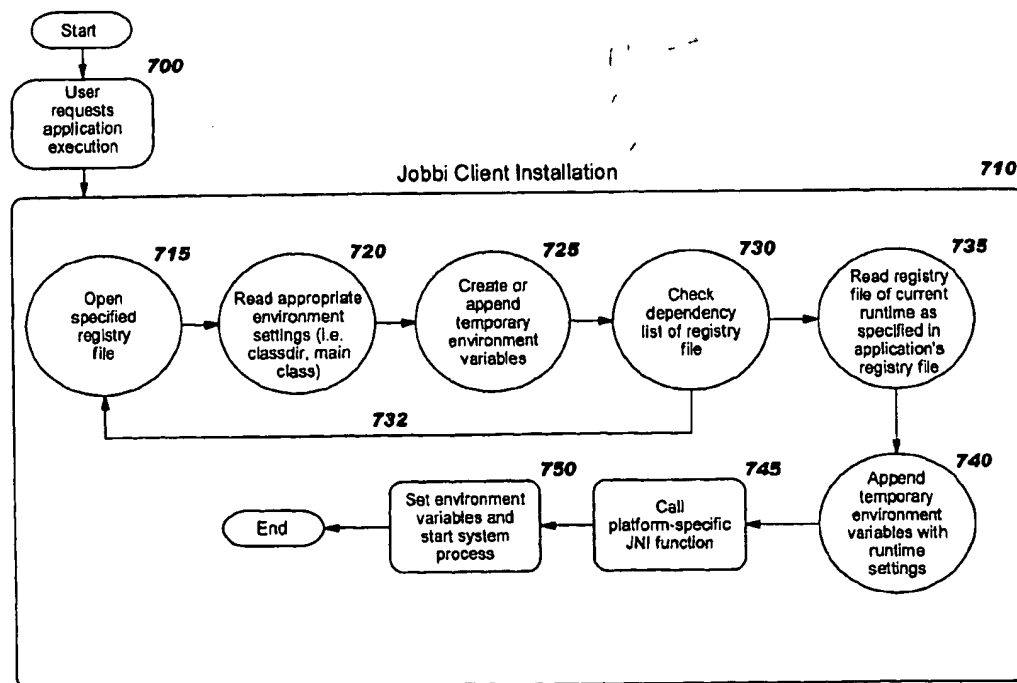 Start
700
User
requests
application
execution
Jobbi Client Installation
710
715
Open
specified
registry
file
720
Read appropriate
environment
settings (i.e.
classdir, main
class)
725
Create or
append
temporary
environment
variables
730
Check
dependency
list of registry
file
735
Read registry
file of current
runtime as
specified in
application's
registry file
732
740
Append
temporary
environment
variables with
runtime
settings
745
Call
platform-specific
JNI function
750
Set environment
variables and
start system
process
End